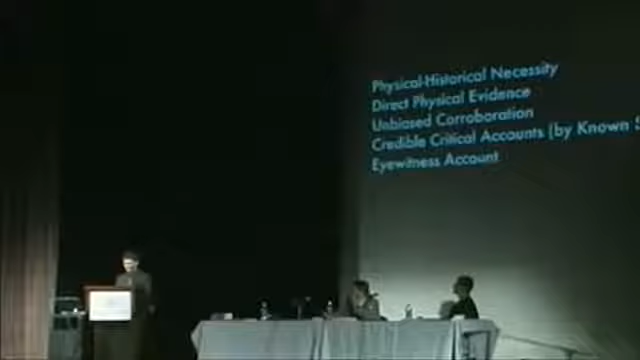 Physical-Historical Necessity
Direct Physical Evidence
Unbiased Corroboration
Credible Critical Accounts (by Known
Eyewitness Account